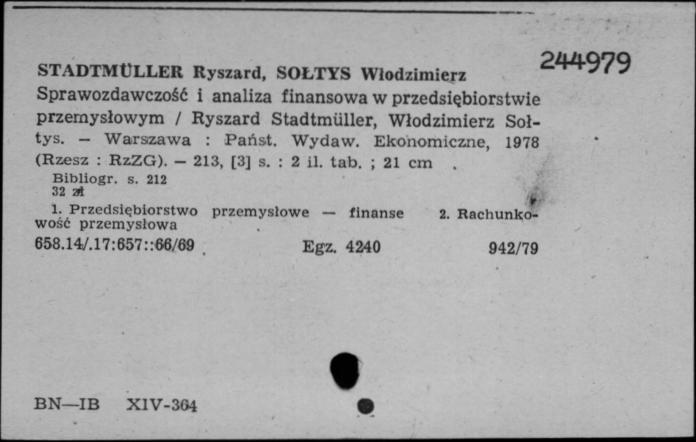 244979
STADTMÜLLER Ryszard, SOŁTYS Włodzimierz
Sprawozdawczość i analiza finansowa w przedsiębiorstwie
przemysłowym / Ryszard Stadtmüller, Włodzimierz Soł-
tys. — Warszawa : Państ. Wydaw. Ekonomiczne, 1978
(Rzesz : RzZG). — 213, [3] s. : 2 il. tab. ; 21 cm .
Bibliogr. s. 212
32 zł
1. Przedsiębiorstwo przemysłowe — finanse 2. Rachunko-
wość przemysłowa
658.14/.17:657::66/69 Egz. 4240 942/79
BN—IB XIV-364